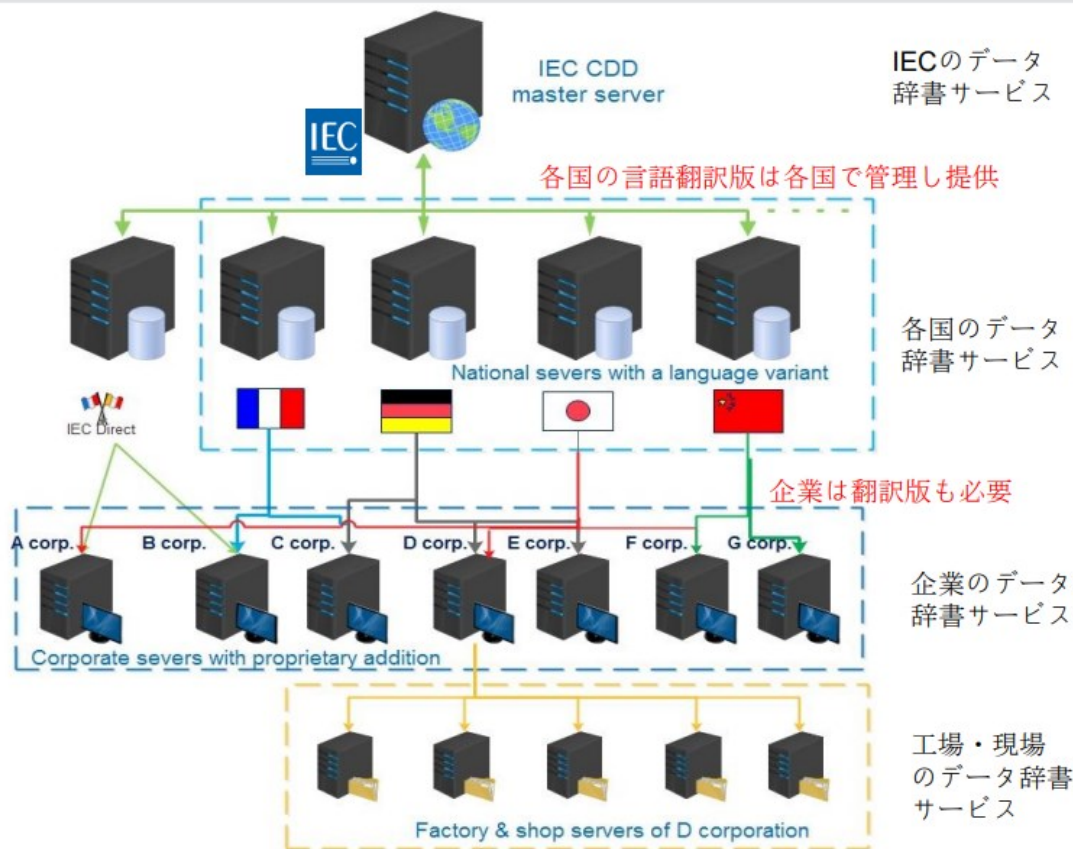 IEC CDD
master server
IEC
IECのデータ
辞書サービス
各国の言語翻訳版は各国で管理し提供
各国のデータ
辞書サービス
National severs with a language variant
IEC Direct
企業は翻訳版も必要
A corp.
B corp.
C corp.
D corp.
E corp.
F corp.
G corp.
企業のデータ
辞書サービス
Corporate severs with proprietary addition
工場・現場
のデータ辞書
サービス
Factory & shop servers of D corporation